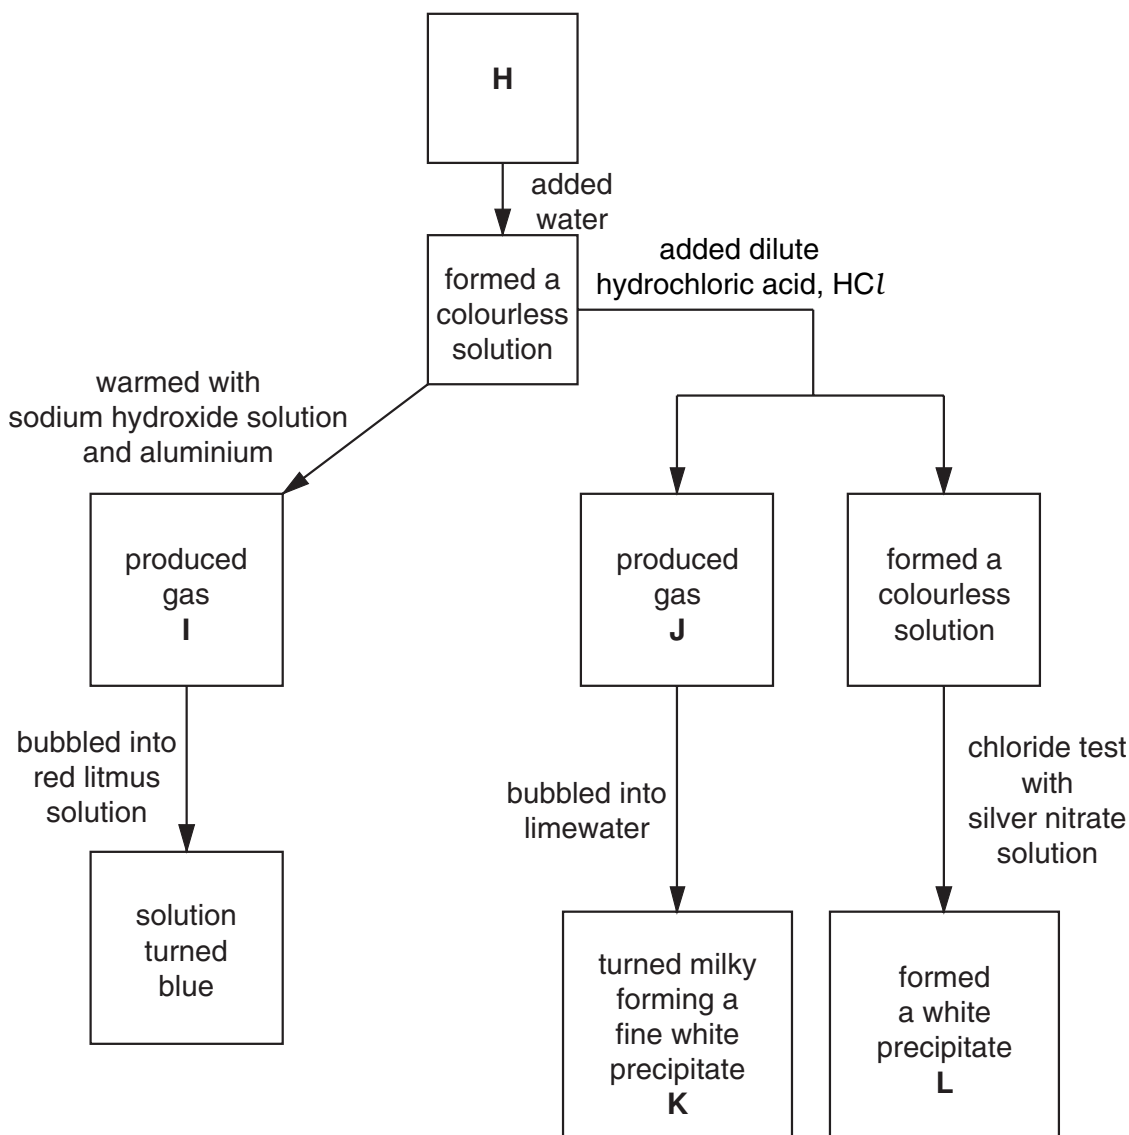 H
added
water
formed a
colourless
solution
added dilute
hydrochloric acid, HCl
warmed with
sodium hydroxide solution
and aluminium
produced
gas
I
produced
gas
J
formed a
colourless
solution
bubbled into
red litmus
solution
bubbled into
limewater
chloride test
with
silver nitrate
solution
solution
turned
blue
turned milky
forming a
fine white
precipitate
K
formed
a white
precipitate
L